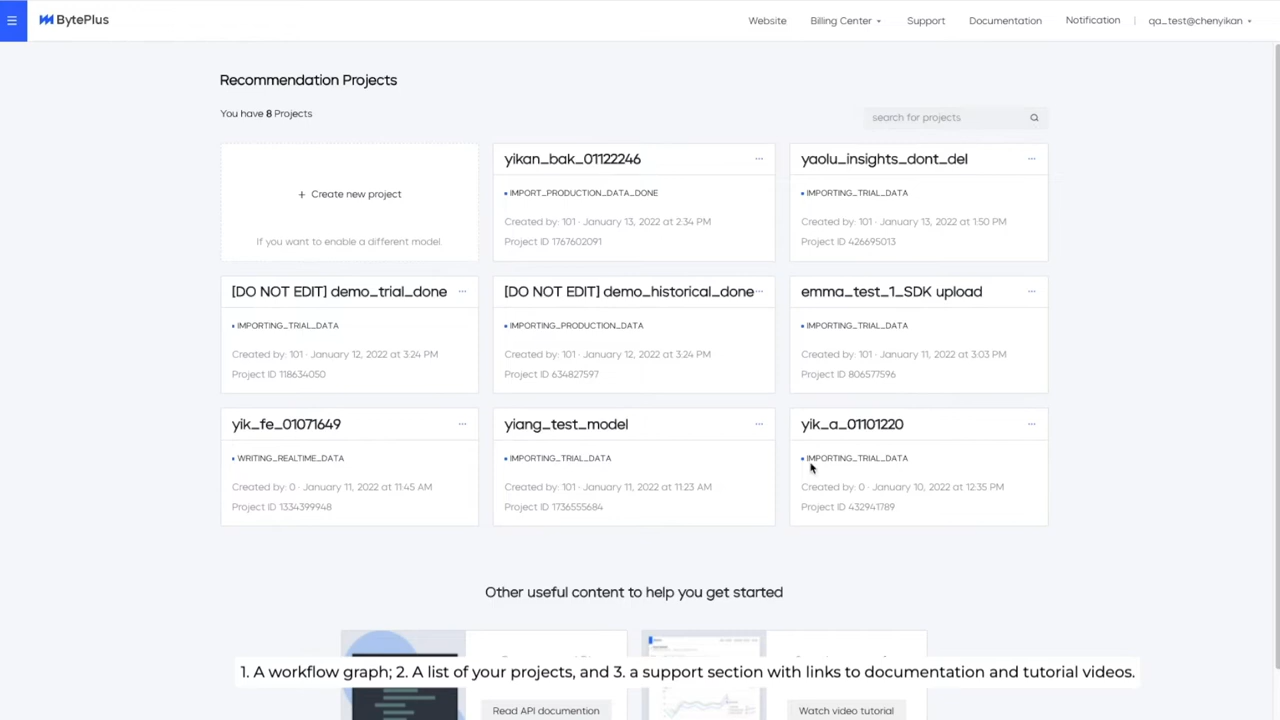 BytePlus
Website Billing Center Support Documentation Notification qa_test@chenyikan
Recommendation Projects
You have 8 Projects
search for projects
+ Create new project
If you want to enable a different model.
yikan_bak_01122246
IMPORT_PRODUCTION_DATA_DONE
Created by: 101 · January 13, 2022 at 2:34 PM
Project ID 1767602091
yaolu_insights_dont_del
IMPORTING_TRIAL_DATA
Created by: 101 · January 13, 2022 at 1:50 PM
Project ID 426695013
[DO NOT EDIT] demo_trial_done
IMPORTING_TRIAL_DATA
Created by: 101 · January 12, 2022 at 3:24 PM
Project ID 118634050
[DO NOT EDIT] demo_historical_done
IMPORTING_PRODUCTION_DATA
Created by: 101 · January 12, 2022 at 3:24 PM
Project ID 634827597
emma_test_1_SDK upload
IMPORTING_TRIAL_DATA
Created by: 101 · January 11, 2022 at 3:03 PM
Project ID 806577596
yik_fe_01071649
WRITING_REALTIME_DATA
Created by: 0 · January 11, 2022 at 11:45 AM
Project ID 1334399948
yiang_test_model
IMPORTING_TRIAL_DATA
Created by: 101 · January 11, 2022 at 11:23 AM
Project ID 1736555684
yik_a_01101220
IMPORTING_TRIAL_DATA
Created by: 0 · January 10, 2022 at 12:35 PM
Project ID 432941789
Other useful content to help you get started
1. A workflow graph; 2. A list of your projects, and 3. a support section with links to documentation and tutorial videos.
Read API documention
Watch video tutorial